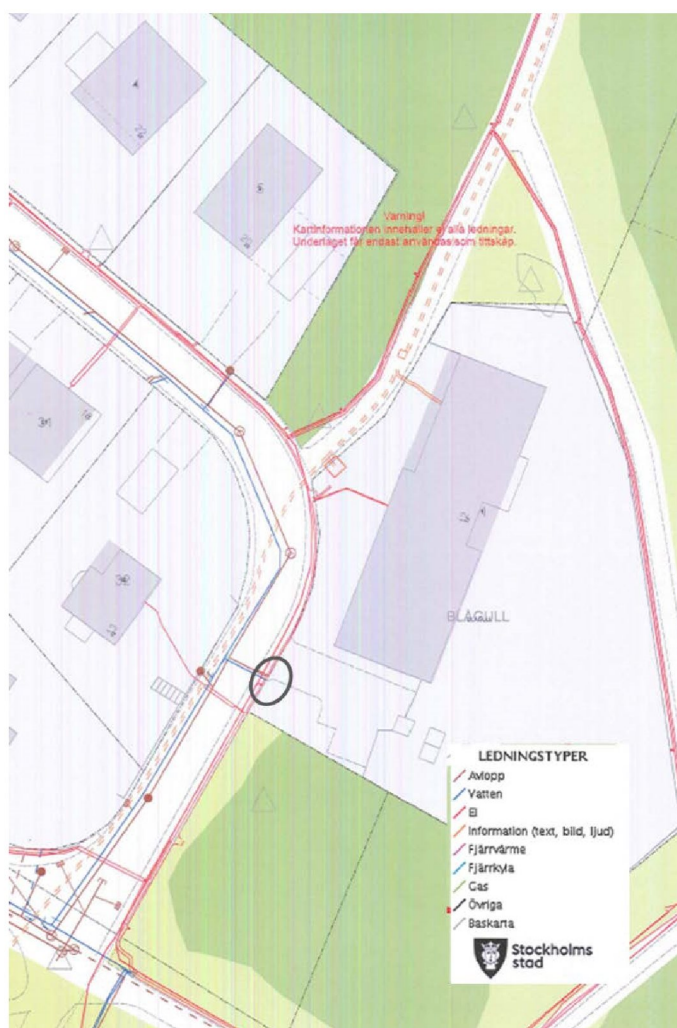 Varning!
Kartinformationen innehåller ej alla ledningar.
Underlaget får endast användas som tittskåp.
BLÅGULL
LEDNINGSTYPER
Avlopp
Vatten
El
Information (text, bild, ljud)
Fjärrvärme
Fjärrkyla
Gas
Övriga
Baskarta
Stockholms
stad